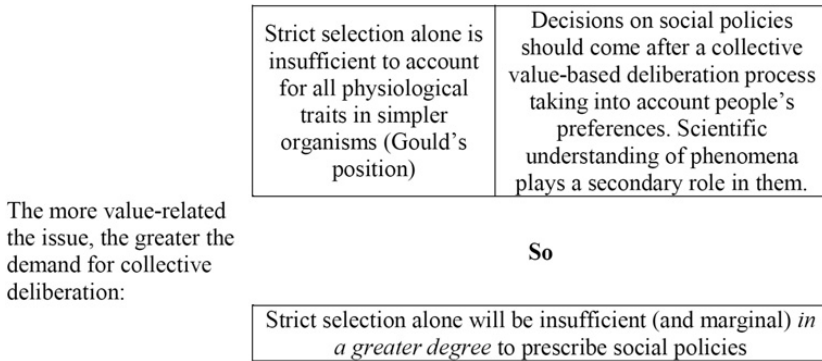 Strict selection alone is
insufficient to account
for all physiological
traits in simpler
organisms (Gould's
position)
Decisions on social policies
should come after a collective
value-based deliberation process
taking into account people's
preferences. Scientific
understanding of phenomena
plays a secondary role in them.
The more value-related
the issue, the greater the
demand for collective
deliberation:
So
Strict selection alone will be insufficient (and marginal) in
a greater degree to prescribe social policies